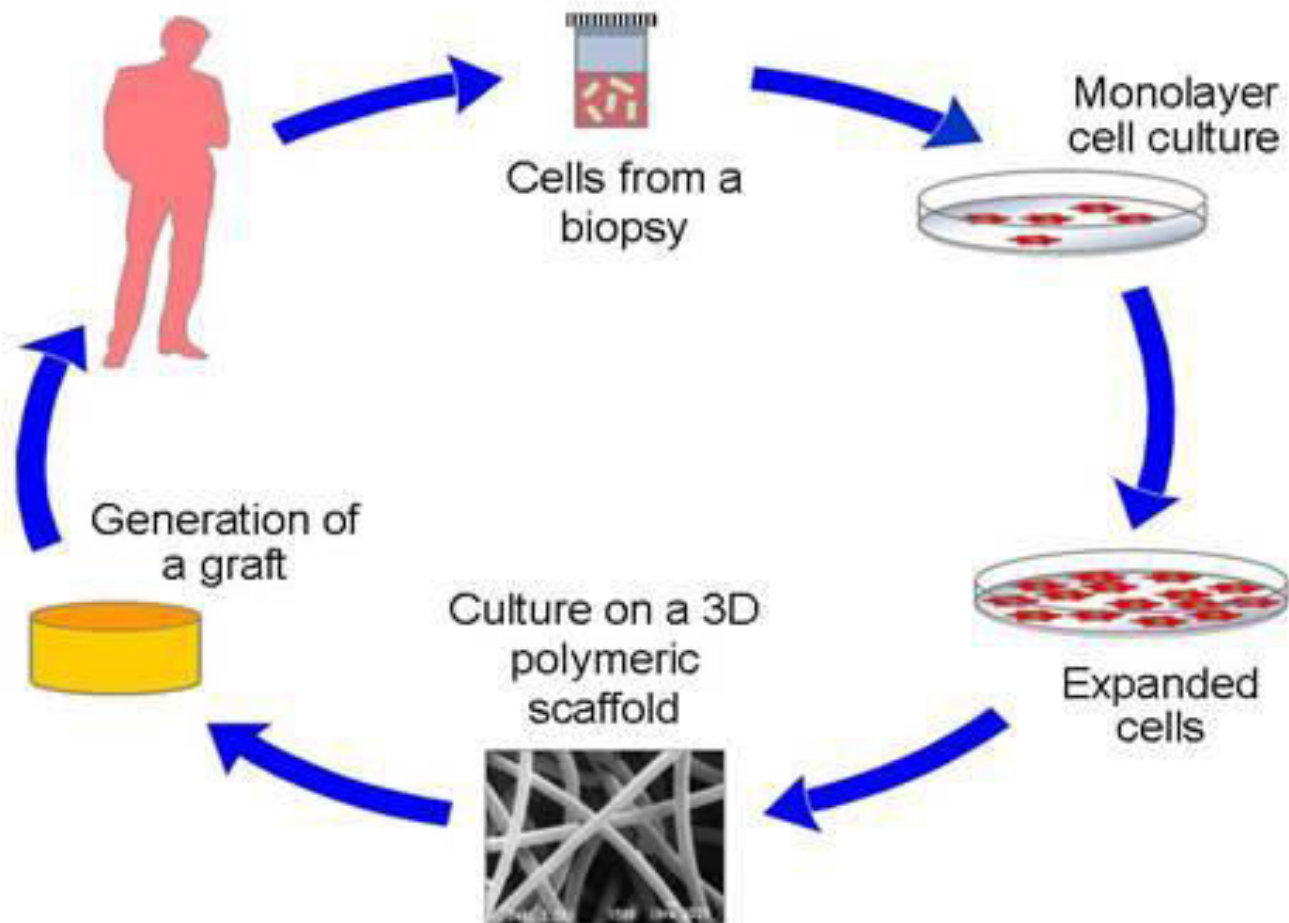 Cells from a
biopsy
Monolayer
cell culture
Expanded
cells
Culture on a 3D
polymeric
scaffold
Generation of
a graft